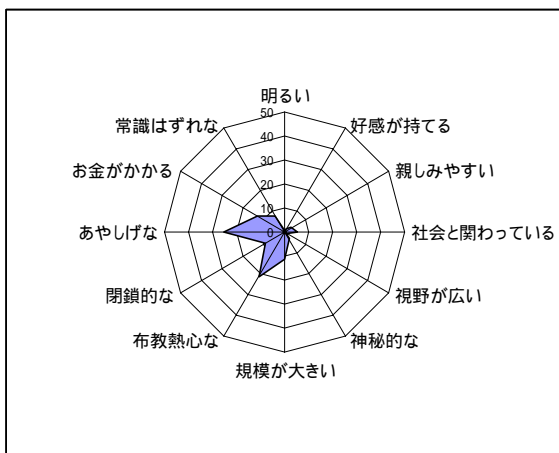 明るい
好感が持てる
親しみやすい
社会と関わっている
視野が広い
神秘的な
規模が大きい
布教熱心な
閉鎖的な
あやしげな
お金がかかる
常識はずれな
50
40
30
20
10
0